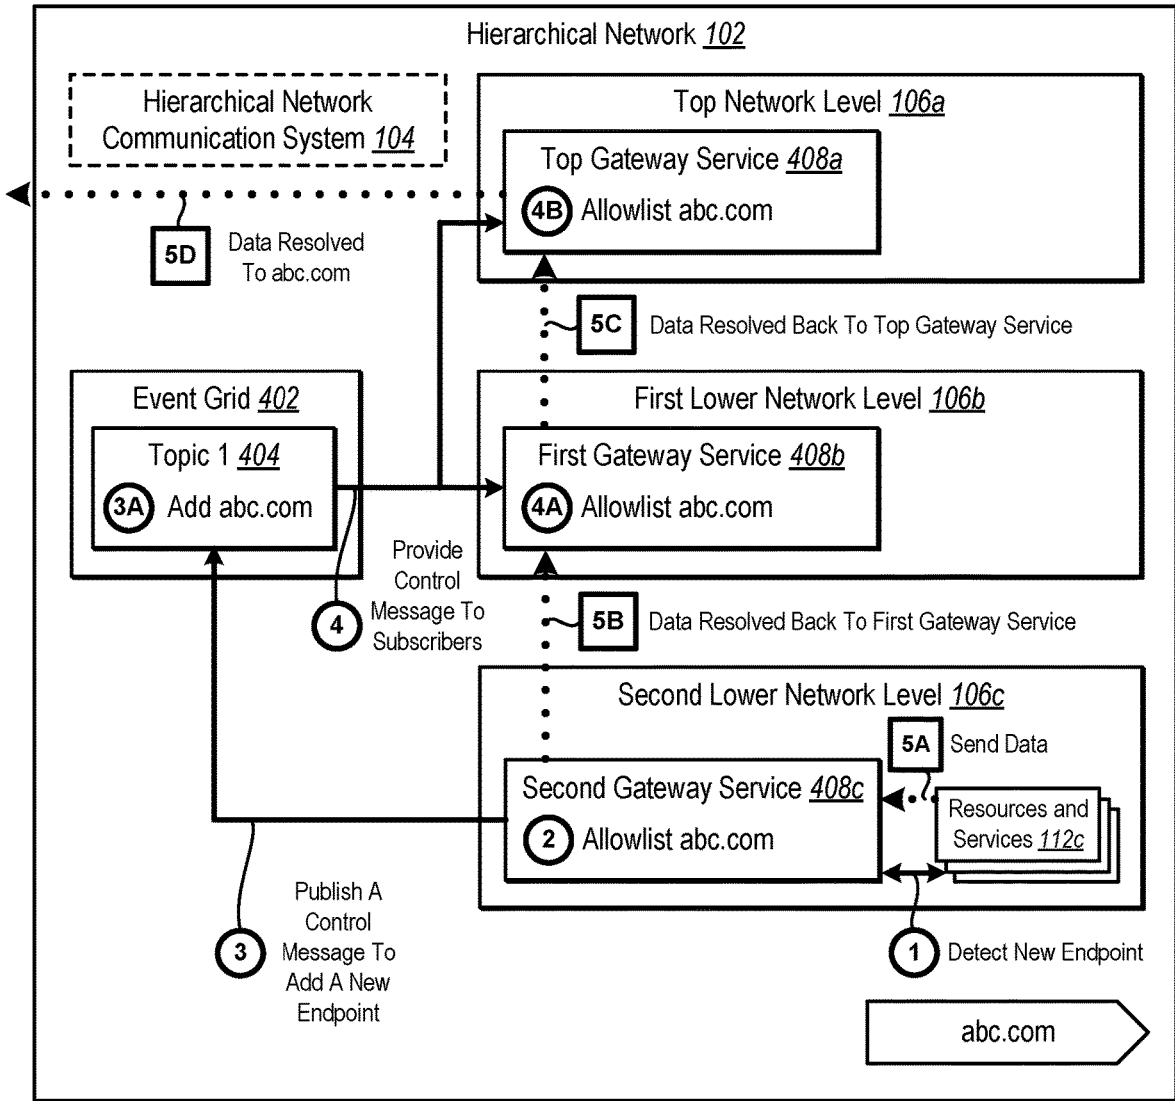 Hierarchical Network 102
Hierarchical Network
Communication System 104
Top Network Level 106a
Top Gateway Service 408a
4B
Allowlist abc.com
5D
Data Resolved
To abc.com
5C
Data Resolved Back To Top Gateway Service
Event Grid 402
Topic 1 404
3A
Add abc.com
First Lower Network Level 106b
First Gateway Service 408b
4A
Allowlist abc.com
4
Provide
Control
Message To
Subscribers
5B
Data Resolved Back To First Gateway Service
Second Lower Network Level 106c
5A
Send Data
Second Gateway Service 408c
2
Allowlist abc.com
Resources and
Services 112c
3
Publish A
Control
Message To
Add A New
Endpoint
1
Detect New Endpoint
abc.com